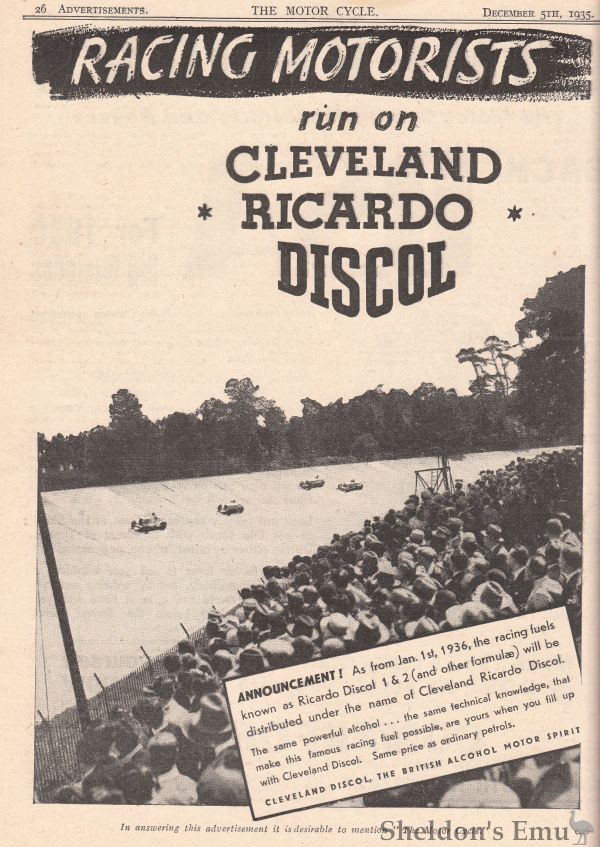 26 ADVERTISEMENTS. THE MOTOR CYCLE. DECEMBER 5TH, 1935.
RACING MOTORISTS
run on
CLEVELAND
* RICARDO *
DISCOL
ANNOUNCEMENT! As from Jan. 1st, 1936, the racing fuels
known as Ricardo Discol 1 & 2 (and other formulæ) will be
distributed under the name of Cleveland Ricardo Discol.
The same powerful alcohol ... the same technical knowledge, that
make this famous racing fuel possible, are yours when you fill up
with Cleveland Discol. Same price as ordinary petrols.
CLEVELAND DISCOL, THE BRITISH ALCOHOL MOTOR SPIRIT
In answering this advertisement it is desirable to mention "The Motor Cycle."
Sheldon's Emu